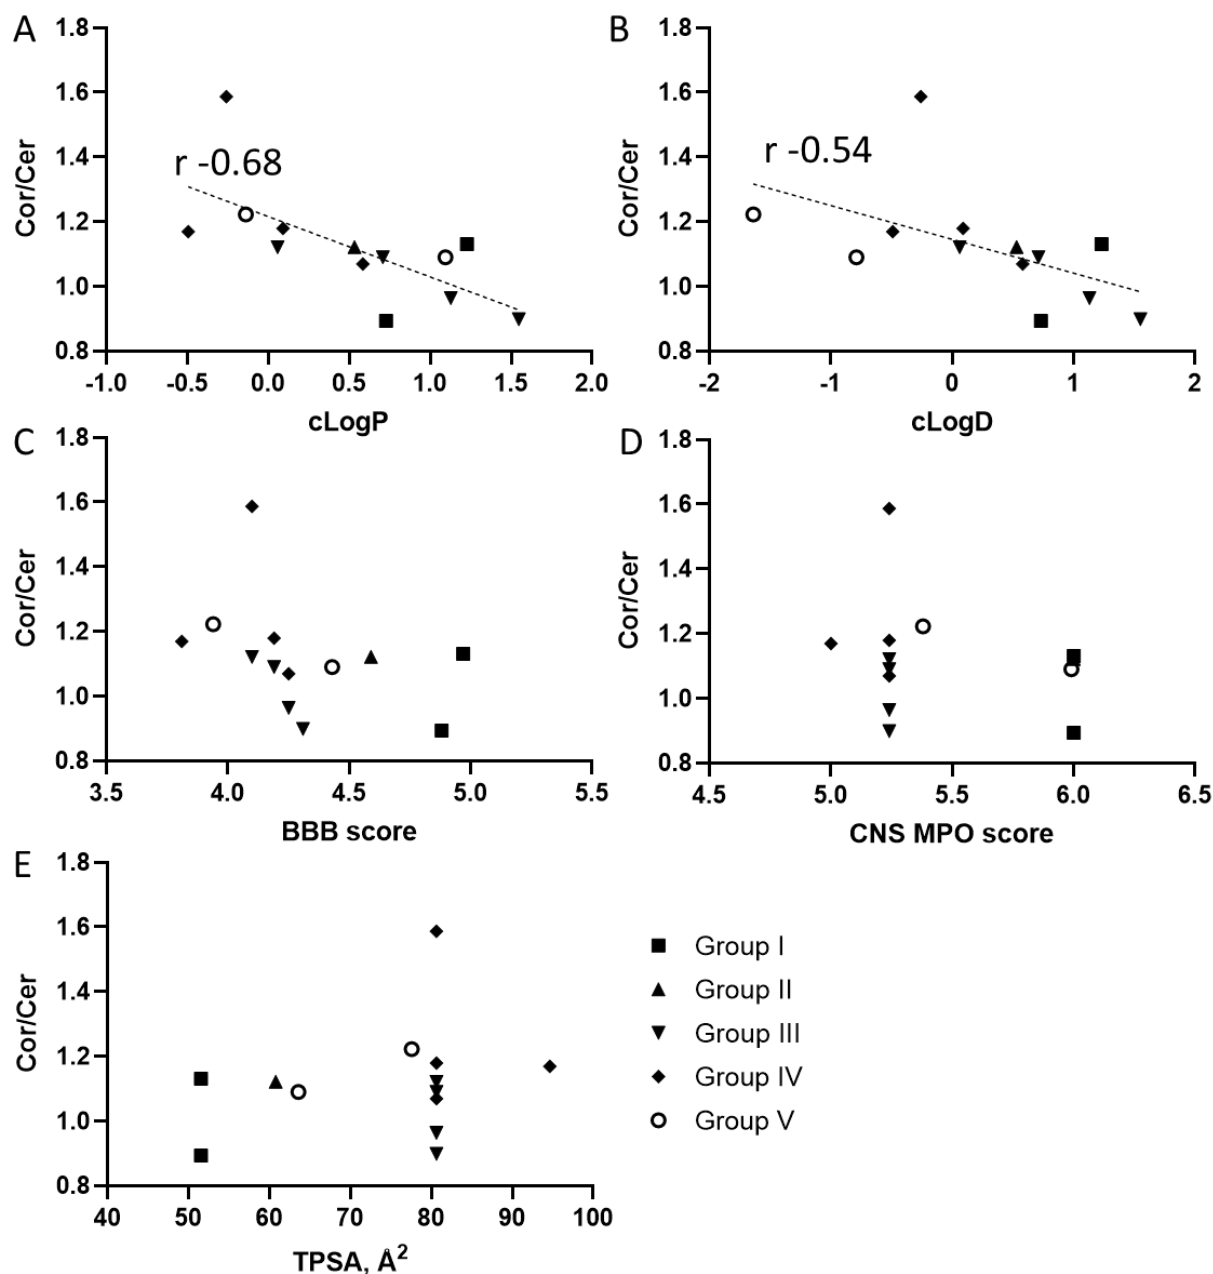 A
1.8
1.6
1.4
1.2
1.0
0.8
Cor/Cer
r -0.68
-1.0 -0.5 0.0 0.5 1.0 1.5 2.0
cLogP
B
1.8
1.6
1.4
1.2
1.0
0.8
Cor/Cer
r -0.54
-2 -1 0 1 2
cLogD
C
1.8
1.6
1.4
1.2
1.0
0.8
Cor/Cer
3.5 4.0 4.5 5.0 5.5
BBB score
D
1.8
1.6
1.4
1.2
1.0
0.8
Cor/Cer
4.5 5.0 5.5 6.0 6.5
CNS MPO score
E
1.8
1.6
1.4
1.2
1.0
0.8
Cor/Cer
40 50 60 70 80 90 100
TPSA, Å²
Group I
Group II
Group III
Group IV
Group V